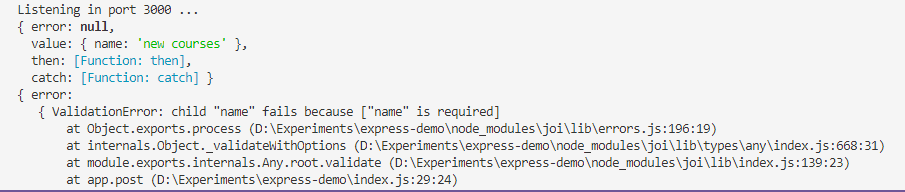 Listening in port 3000 ...
{ error: null,
  value: { name: 'new courses' },
  then: [Function: then],
  catch: [Function: catch] }
{ error:
   { ValidationError: child "name" fails because ["name" is required]
       at Object.exports.process (D:\Experiments\express-demo\node_modules\joi\lib\errors.js:196:19)
       at internals.Object._validateWithOptions (D:\Experiments\express-demo\node_modules\joi\lib\types\any\index.js:668:31)
       at module.exports.internals.Any.root.validate (D:\Experiments\express-demo\node_modules\joi\lib\index.js:139:23)
       at app.post (D:\Experiments\express-demo\index.js:29:24)